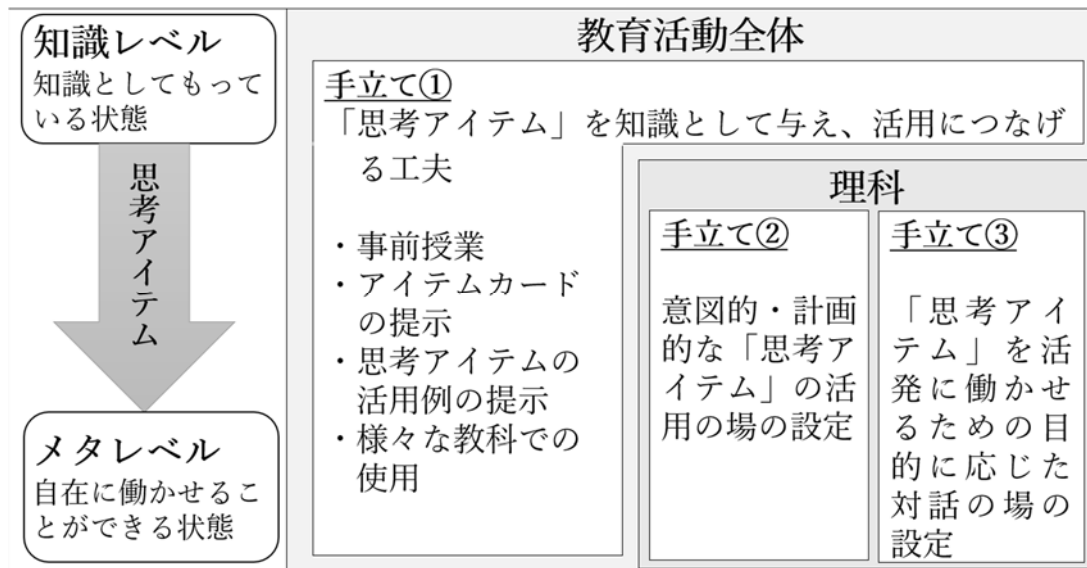 知識レベル
知識としてもって
いる状態
思考アイテム
メタレベル
自在に働かせるこ
とができる状態
教育活動全体
手立て①
「思考アイテム」を知識として与え、活用につなげ
る工夫
・事前授業
・アイテムカード
の提示
・思考アイテムの
活用例の提示
・様々な教科での
使用
理科
手立て②
意図的・計画
的な「思考ア
イテム」の活
用の場の設定
手立て③
「思考アイ
テム」を活
発に働かせ
るための目
的に応じた
対話の場の
設定